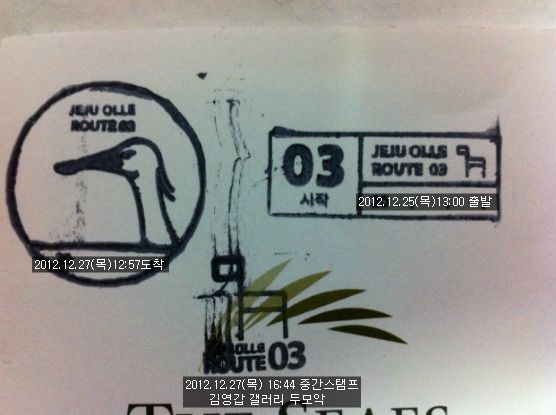 JEJU OLLE
ROUTE 03
2012.12.27(목)12:57도착
03
시작
JEJU OLLE
ROUTE 03
2012.12.25(목)13:00 출발
JEJU OLLE
ROUTE 03
2012.12.27(목) 16:44 중간스탬프
김영갑 갤러리 두모악